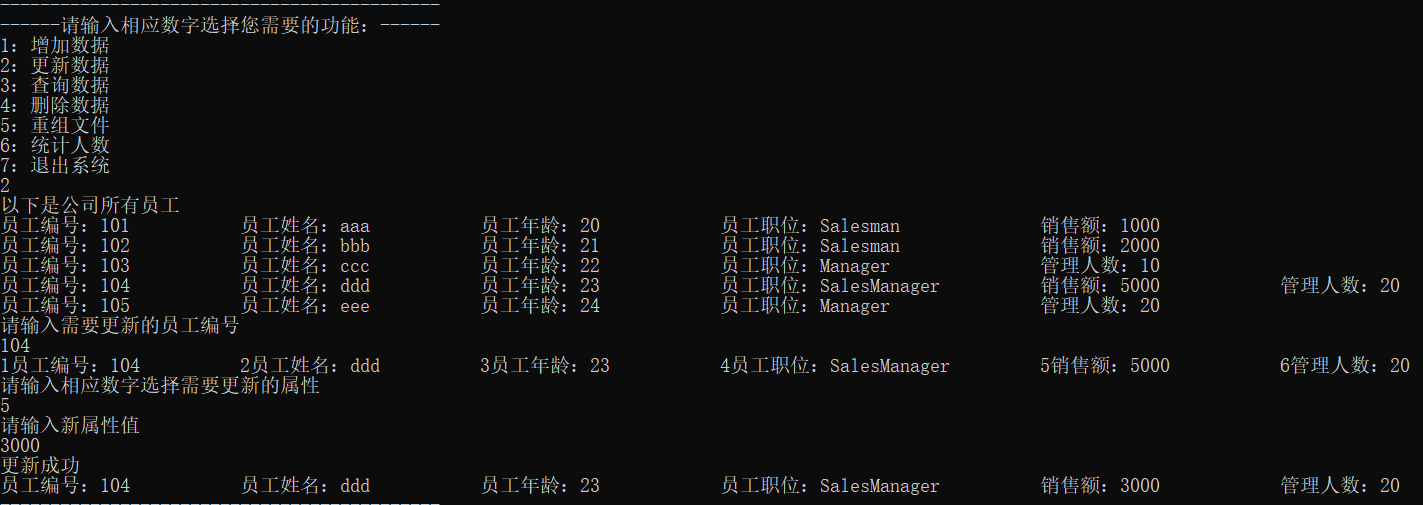 --------------------------------------------
------请输入相应数字选择您需要的功能：------
1：增加数据
2：更新数据
3：查询数据
4：删除数据
5：重组文件
6：统计人数
7：退出系统
2
以下是公司所有员工
员工编号：101 员工姓名：aaa 员工年龄：20 员工职位：Salesman 销售额：1000
员工编号：102 员工姓名：bbb 员工年龄：21 员工职位：Salesman 销售额：2000
员工编号：103 员工姓名：ccc 员工年龄：22 员工职位：Manager 管理人数：10
员工编号：104 员工姓名：ddd 员工年龄：23 员工职位：SalesManager 销售额：5000 管理人数：20
员工编号：105 员工姓名：eee 员工年龄：24 员工职位：Manager 管理人数：20
请输入需要更新的员工编号
104
1员工编号：104 2员工姓名：ddd 3员工年龄：23 4员工职位：SalesManager 5销售额：5000 6管理人数：20
请输入相应数字选择需要更新的属性
5
请输入新属性值
3000
更新成功
员工编号：104 员工姓名：ddd 员工年龄：23 员工职位：SalesManager 销售额：3000 管理人数：20
--------------------------------------------